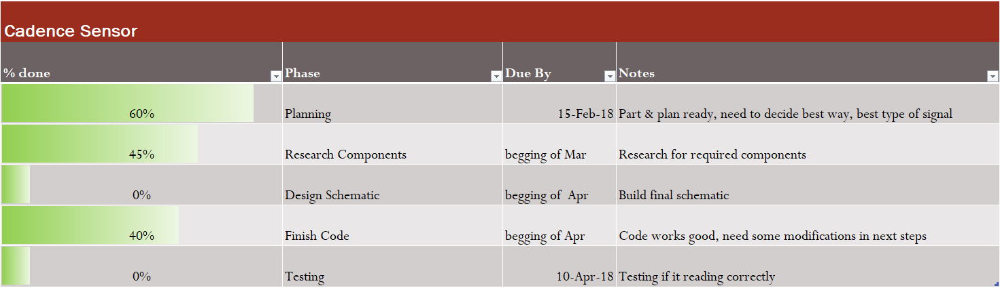 Cadence Sensor
% done Phase Due By Notes
60% Planning 15-Feb-18 Part & plan ready, need to decide best way, best type of signal
45% Research Components begging of Mar Research for required components
0% Design Schematic begging of  Apr Build final schematic
40% Finish Code begging of Apr Code works good, need some modifications in next steps
0% Testing 10-Apr-18 Testing if it reading correctly